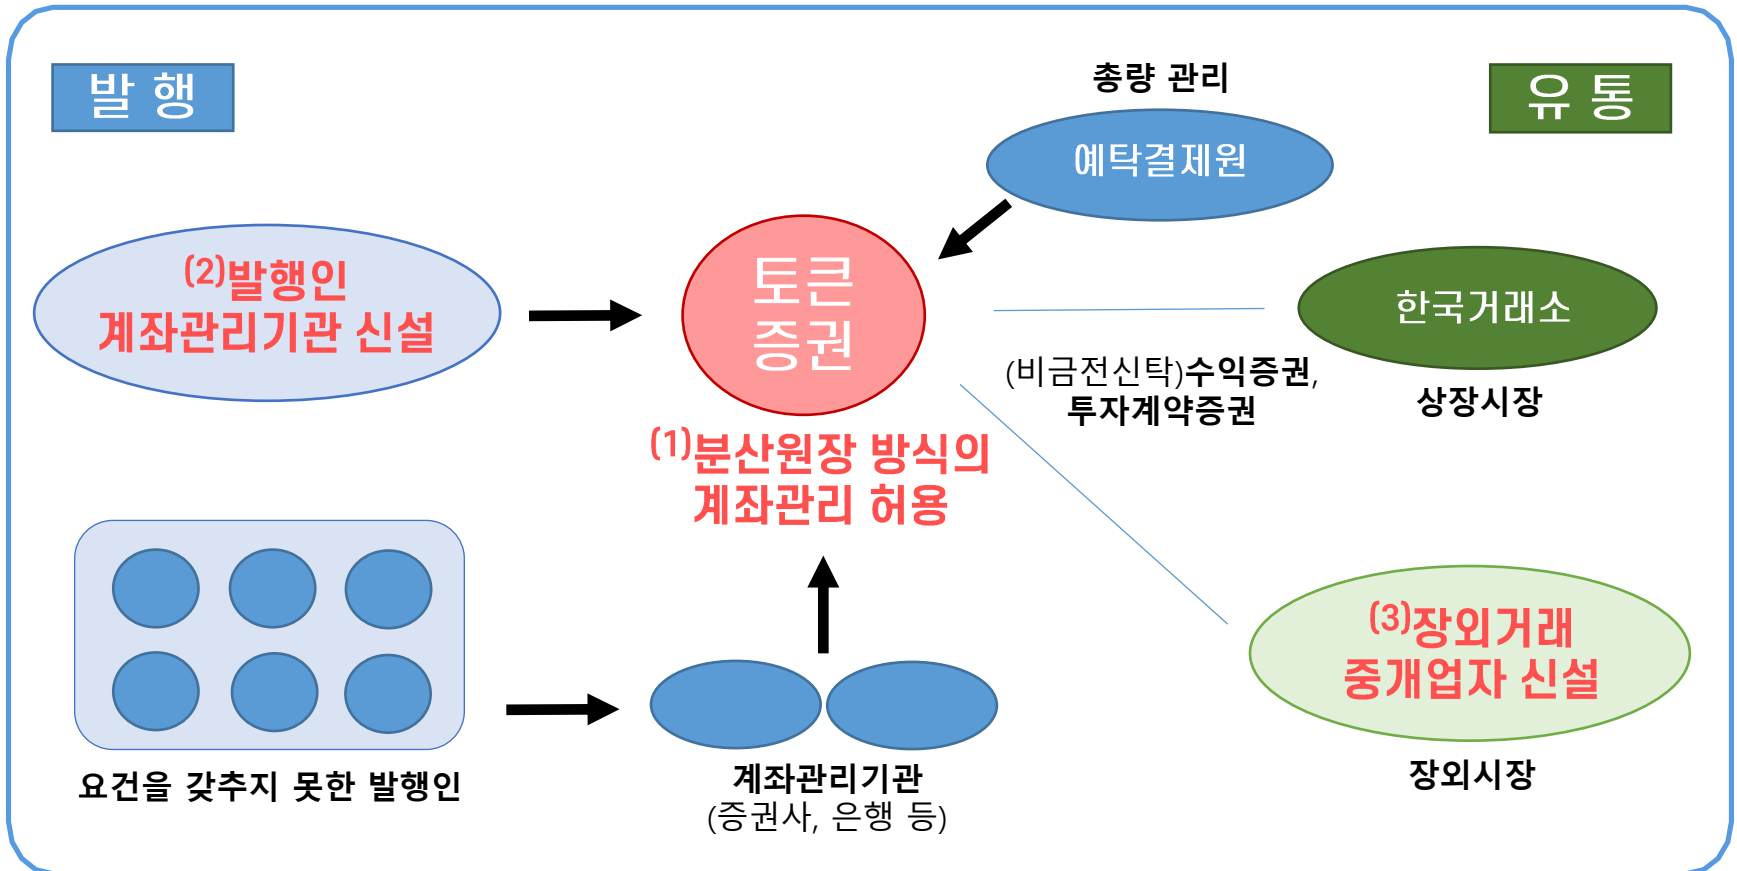 발 행
유 통
총량 관리
예탁결제원
(2)발행인
계좌관리기관 신설
토큰
증권
한국거래소
상장시장
(비금전신탁)수익증권,
투자계약증권
(1)분산원장 방식의
계좌관리 허용
(3)장외거래
중개업자 신설
장외시장
요건을 갖추지 못한 발행인
계좌관리기관
(증권사, 은행 등)